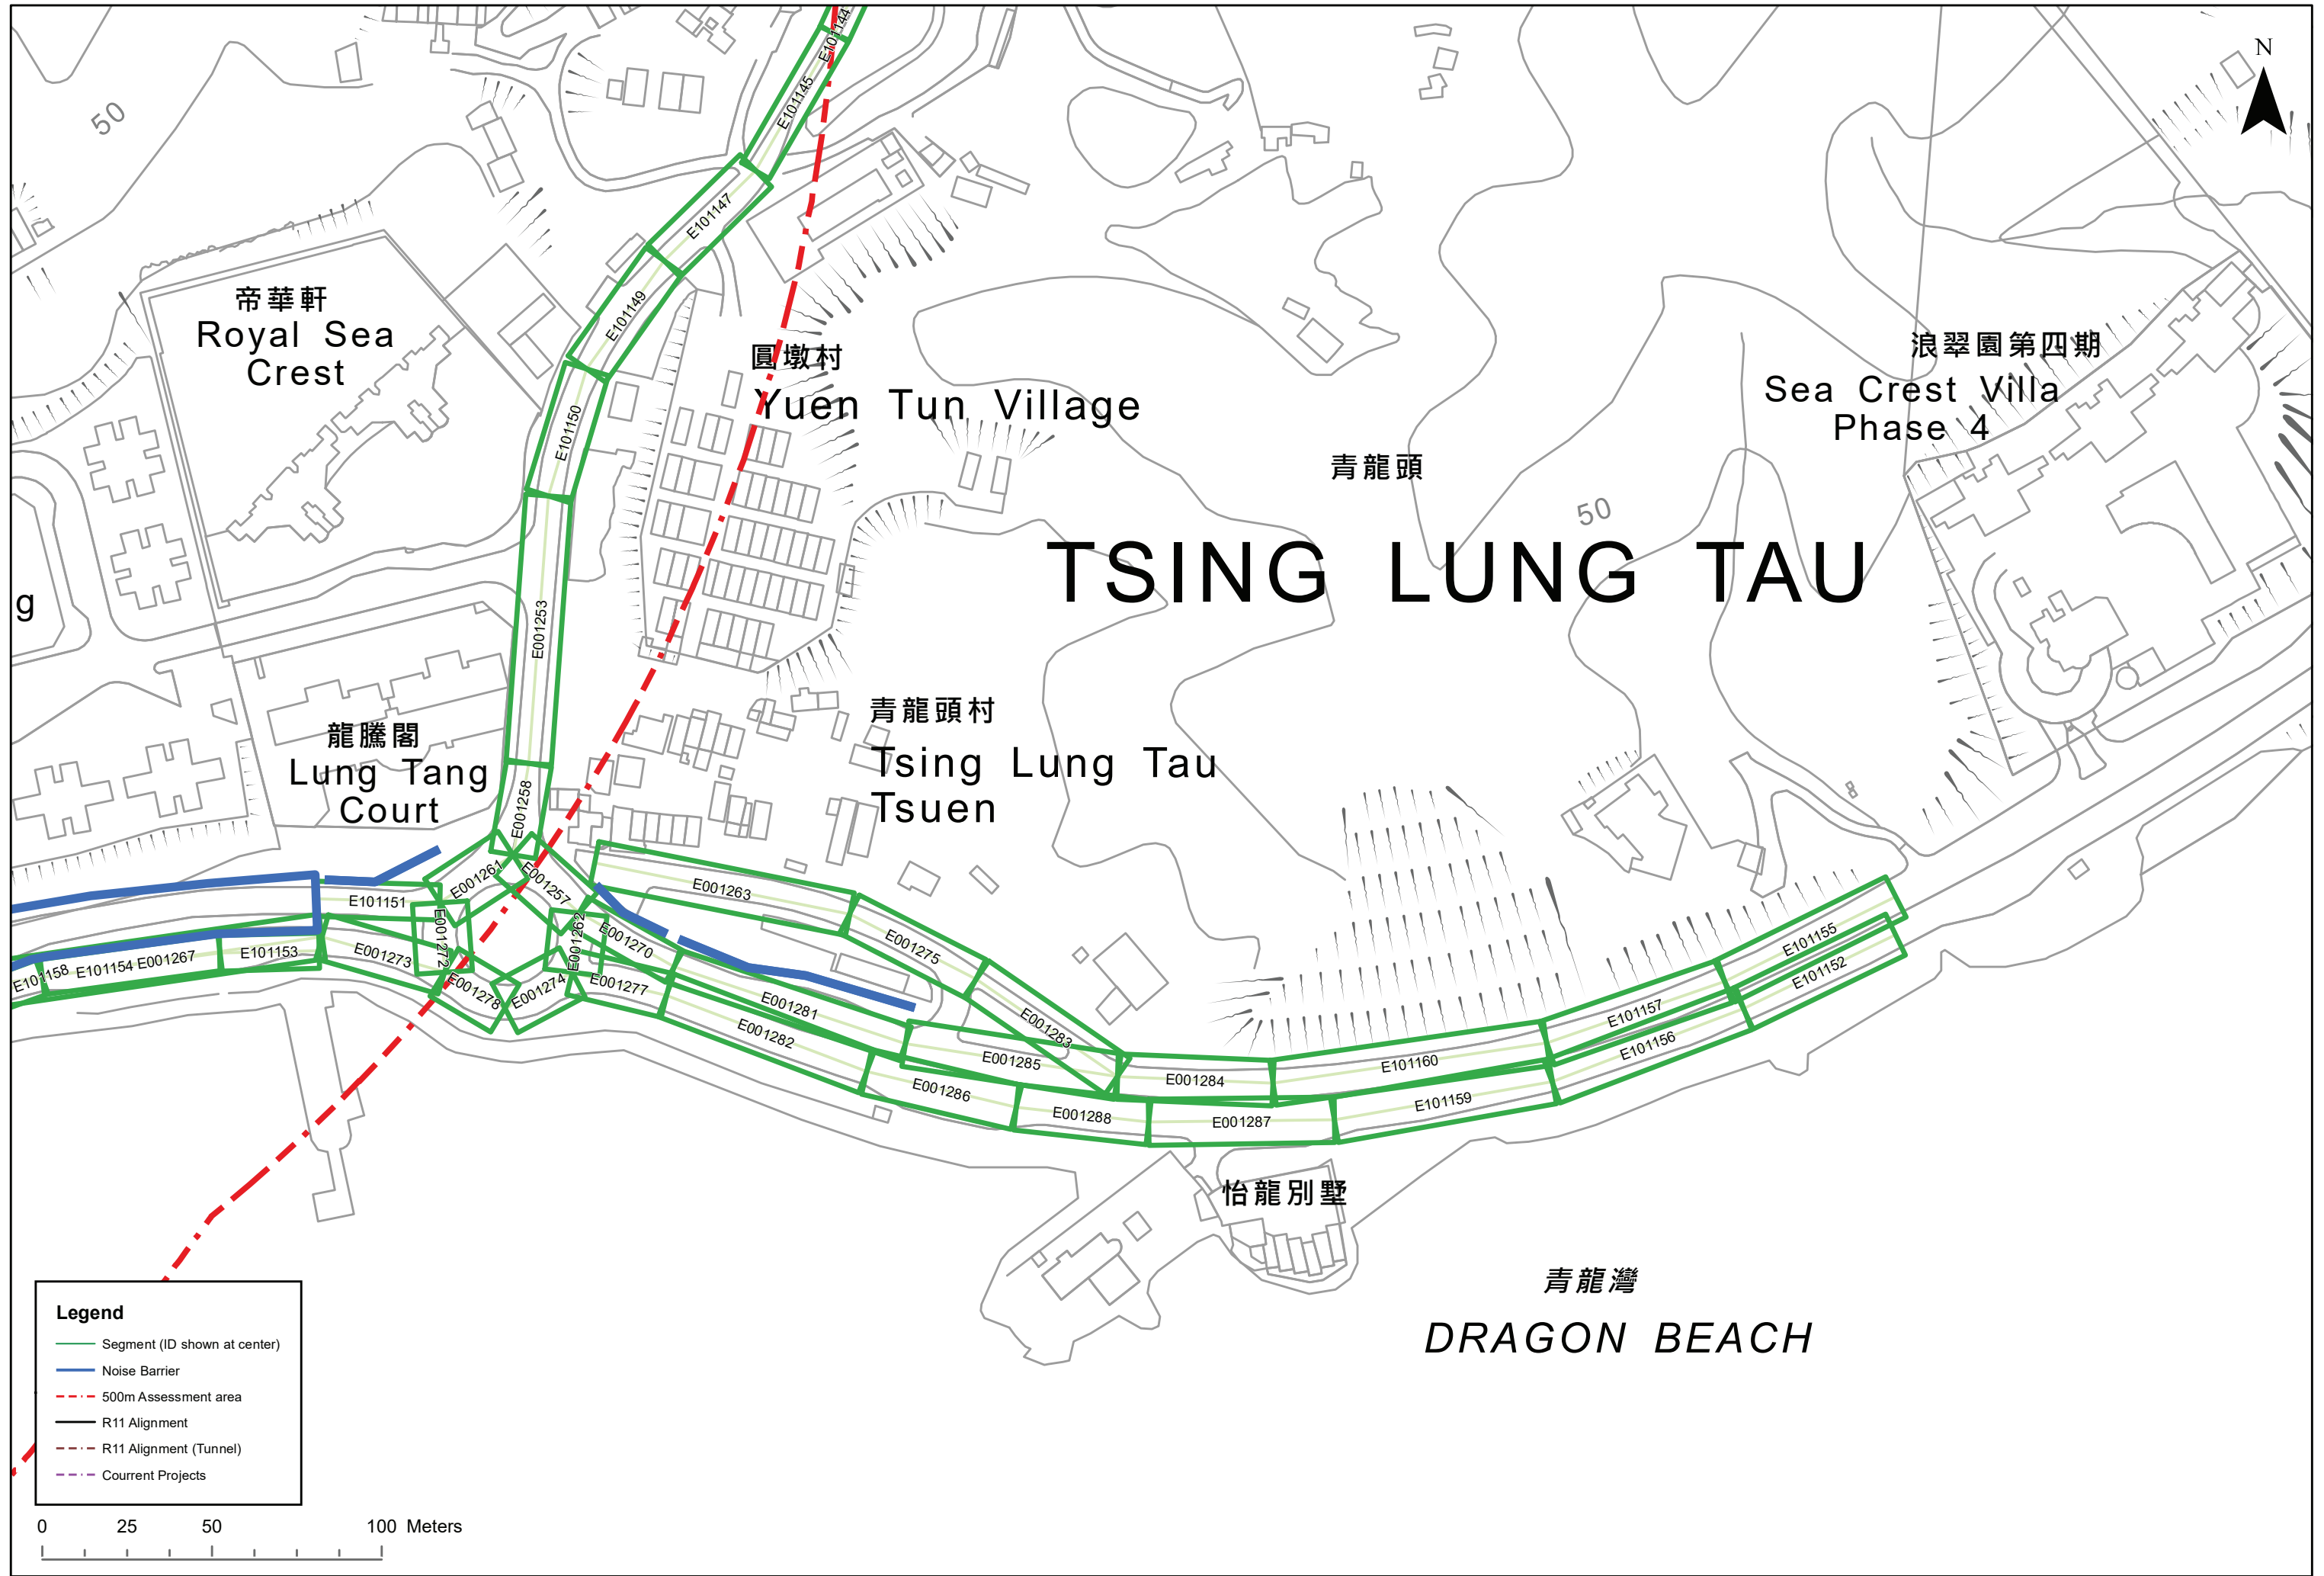 E101144
N
E101145
50
E101147
帝華軒
Royal Sea
Crest
E101149
圓墩村
Yuen Tun Village
浪翠園第四期
Sea Crest Villa
Phase 4
E101150
青龍頭
50
TSING LUNG TAU
g
E001253
青龍頭村
Tsing Lung Tau
Tsuen
龍騰閣
Lung Tang
Court
E001258
E001261
E001257
E001263
E101151
E001272
E001262
E001270
E001275
E101158
E101154
E001267
E101153
E001273
E001278
E001274
E001277
E001281
E001282
E001283
E001285
E001286
E001284
E001288
E001287
E101160
E101159
E101157
E101156
E101155
E101152
怡龍別墅
青龍灣
DRAGON BEACH
Legend
Segment (ID shown at center)
Noise Barrier
500m Assessment area
R11 Alignment
R11 Alignment (Tunnel)
Courrent Projects
0 25 50 100 Meters